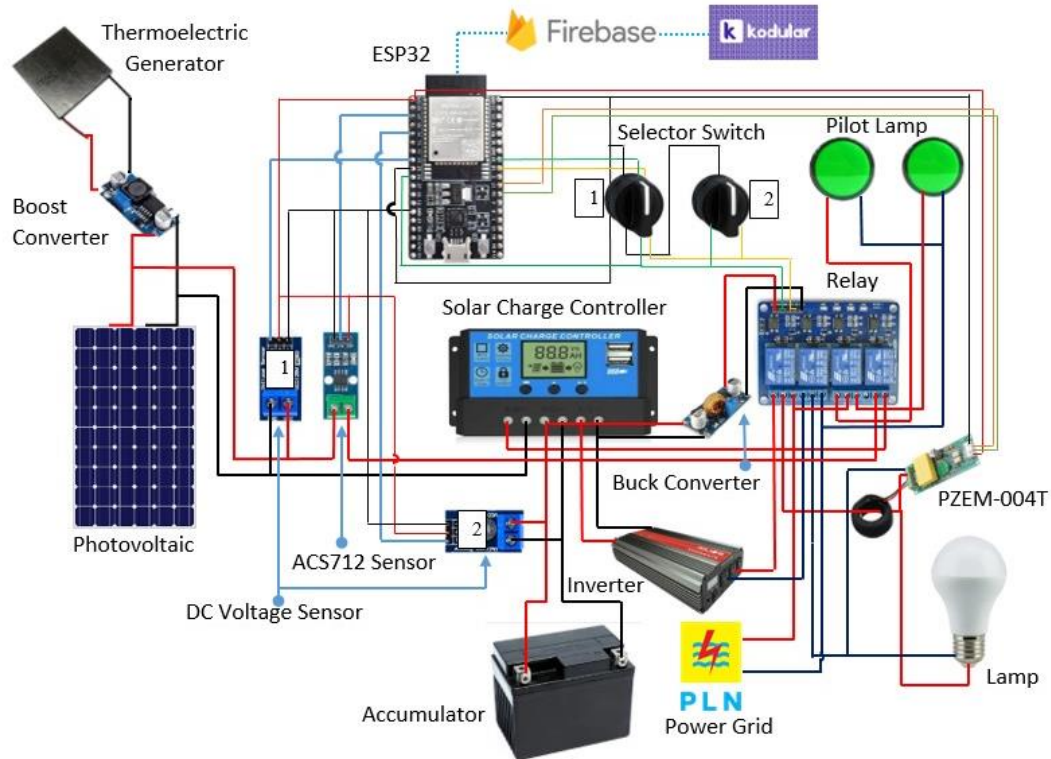 Thermoelectric
Generator
ESP32
Firebase
k kodular
Selector Switch
Pilot Lamp
1
2
Boost
Converter
Relay
Solar Charge Controller
SOLAR CHARGE CONTROLLER
88.8
1
Buck Converter
PZEM-004T
Photovoltaic
2
ACS712 Sensor
Inverter
DC Voltage Sensor
PLN
Power Grid
Lamp
Accumulator